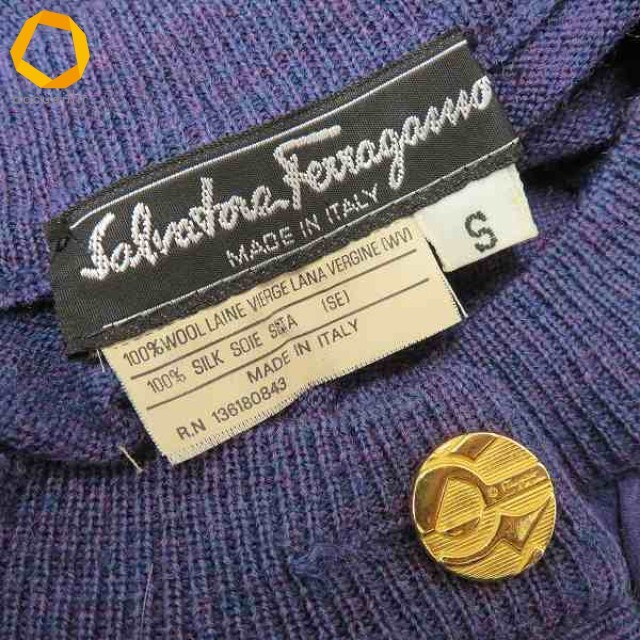 Salvatore Ferragamo
MADE IN ITALY
S
100% WOOL LAINE VIERGE LANA VERGINE (WV)
100% SILK SOIE SETA (SE)
MADE IN ITALY
R.N 136180843